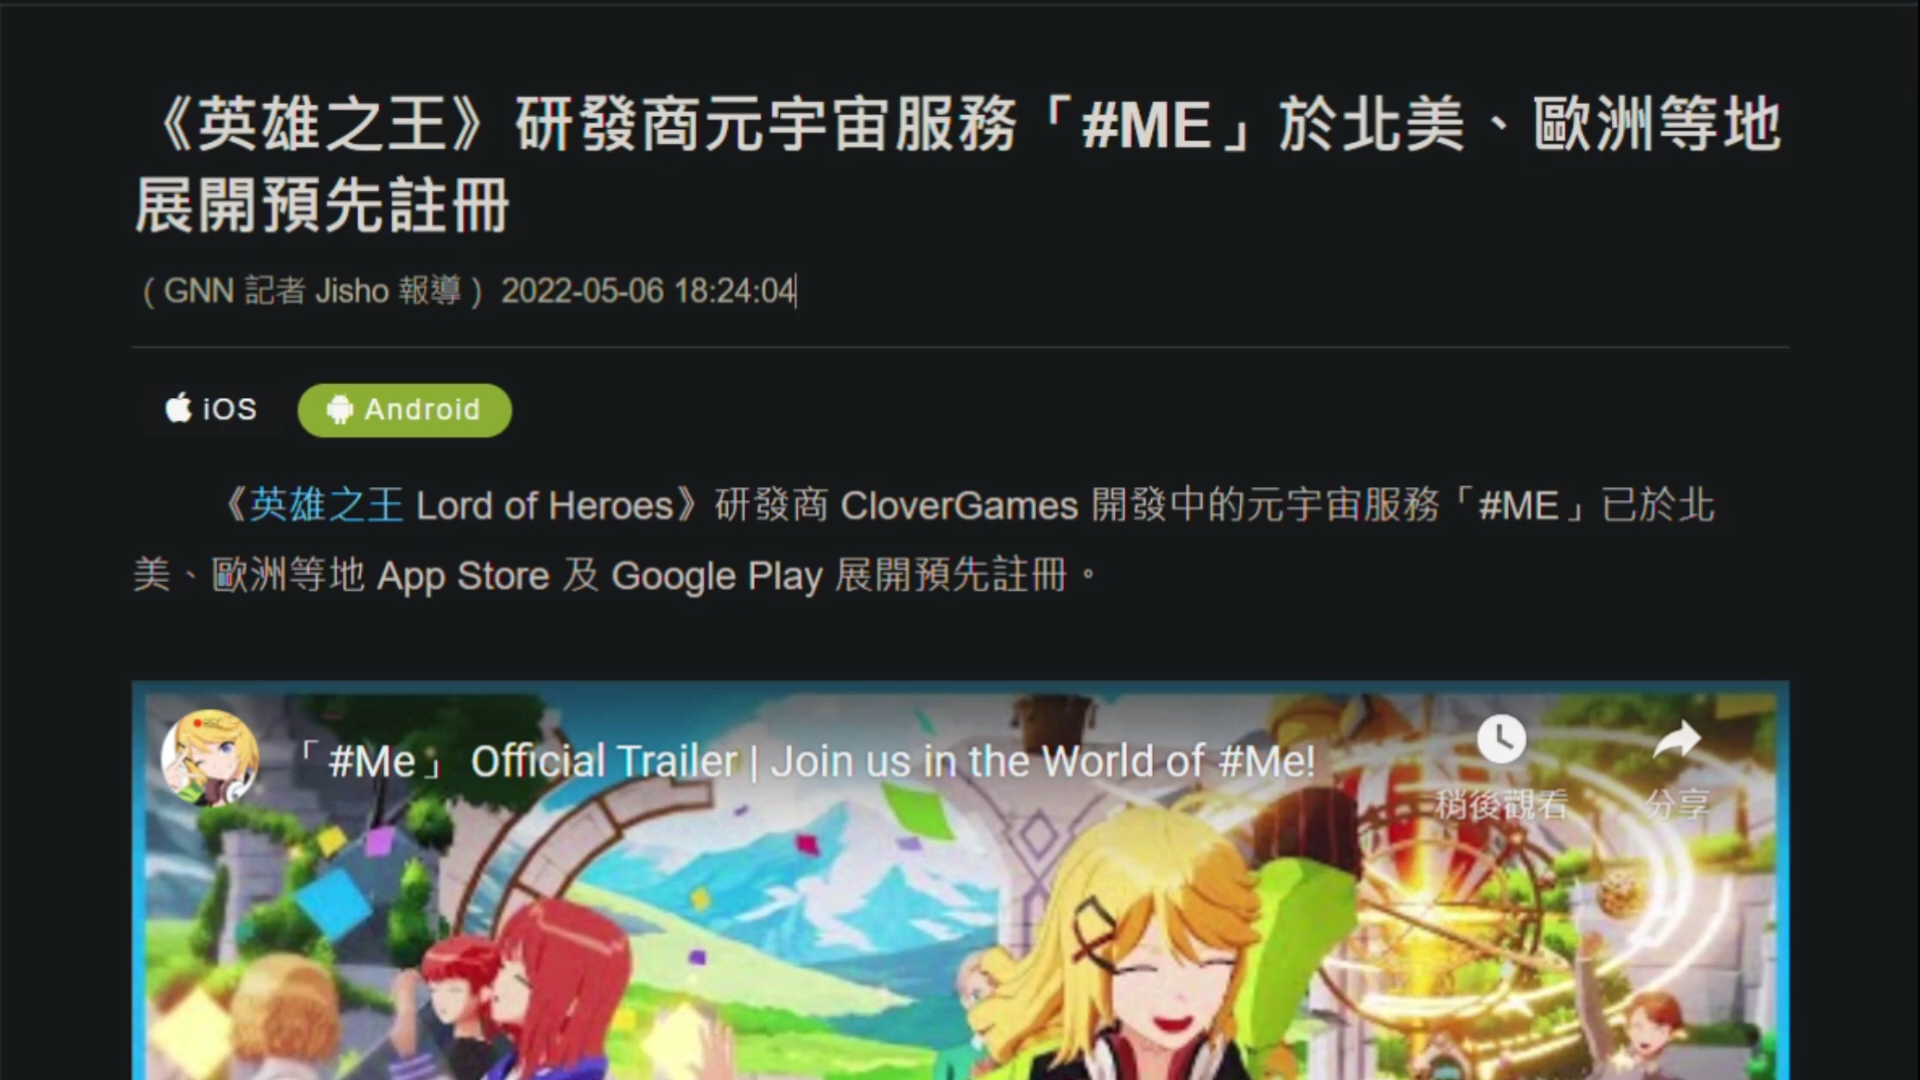 《英雄之王》研發商元宇宙服務「#ME」於北美、歐洲等地
展開預先註冊
（GNN 記者 Jisho 報導） 2022-05-06 18:24:04
iOS
Android
《英雄之王 Lord of Heroes》研發商 CloverGames 開發中的元宇宙服務「#ME」已於北
美、歐洲等地 App Store 及 Google Play 展開預先註冊。
「#Me」 Official Trailer | Join us in the World of #Me!
稍後觀看
分享
REC